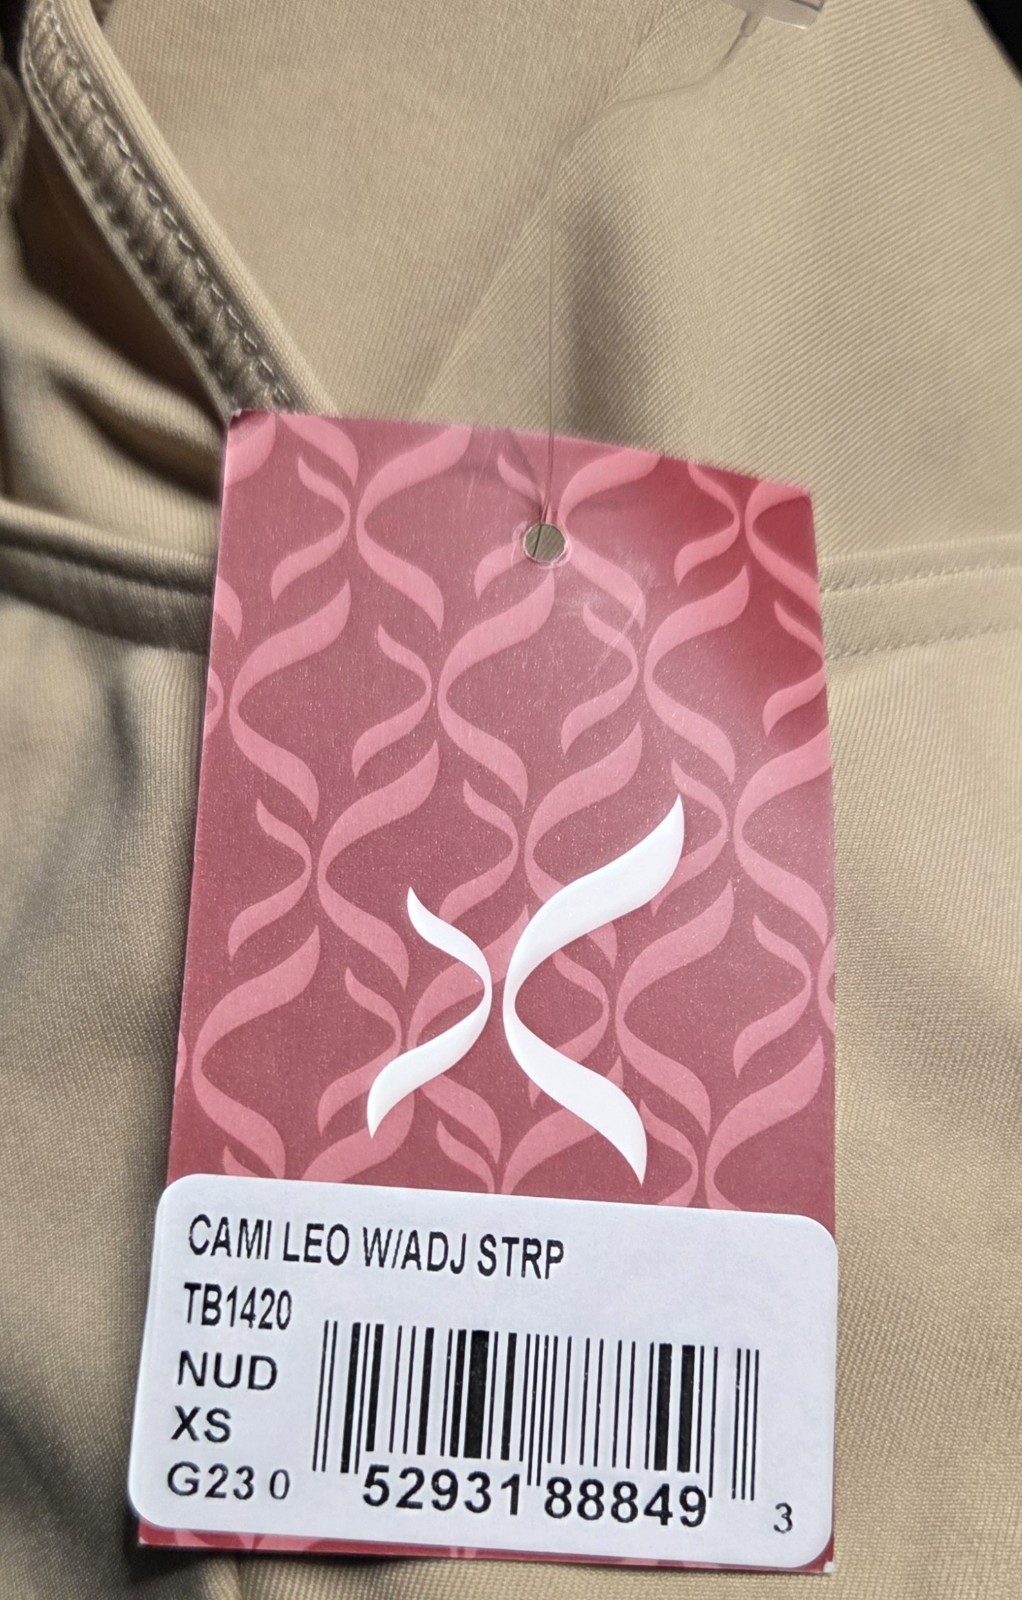 CAMI LEO W/ADJ STRP
TB1420
NUD
XS
G23 0 52931 88849 3